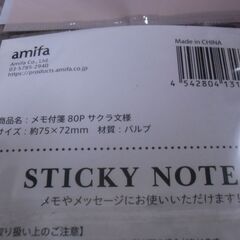 amifa
Amifa Co., Ltd.
03-5785-2940
https://products.amifa.co.jp
Made in CHINA
4 542804 131
商品名：メモ付箋 80P サクラ文様
サイズ：約75×72mm　材質：パルプ
STICKY NOTE
メモやメッセージにお使いいただけます！
取り扱い上のご注意】